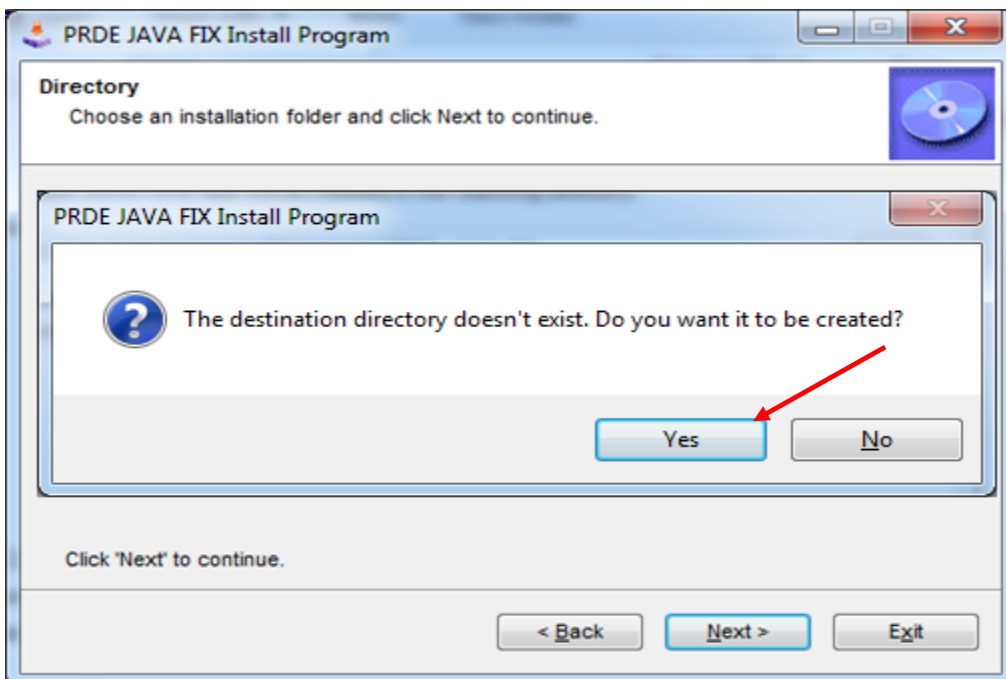 PRDE JAVA FIX Install Program
Directory
Choose an installation folder and click Next to continue.
PRDE JAVA FIX Install Program
The destination directory doesn't exist. Do you want it to be created?
Yes No
Click 'Next' to continue.
< Back Next > Exit